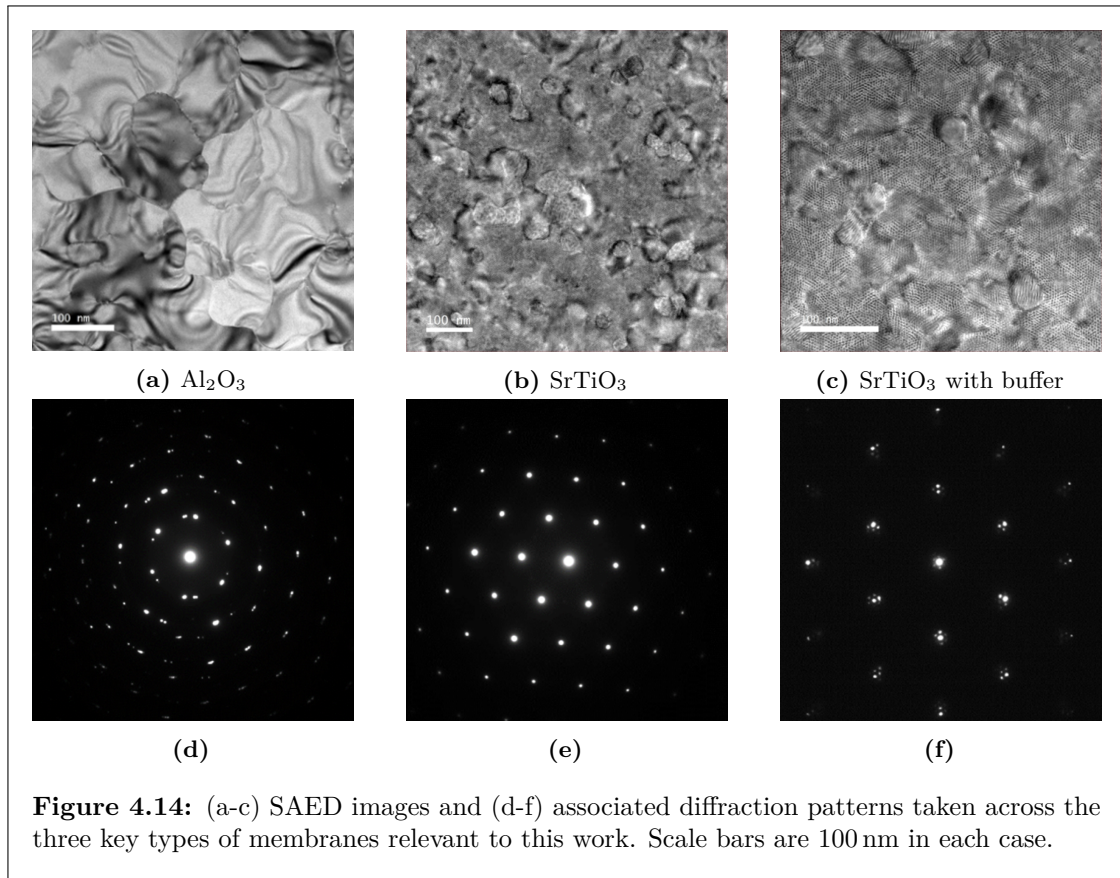 100 nm
100 nm
100 nm
(a) Al₂O₃
(b) SrTiO₃
(c) SrTiO₃ with buffer
(d)
(e)
(f)
Figure 4.14: (a-c) SAED images and (d-f) associated diffraction patterns taken across the
three key types of membranes relevant to this work. Scale bars are 100 nm in each case.